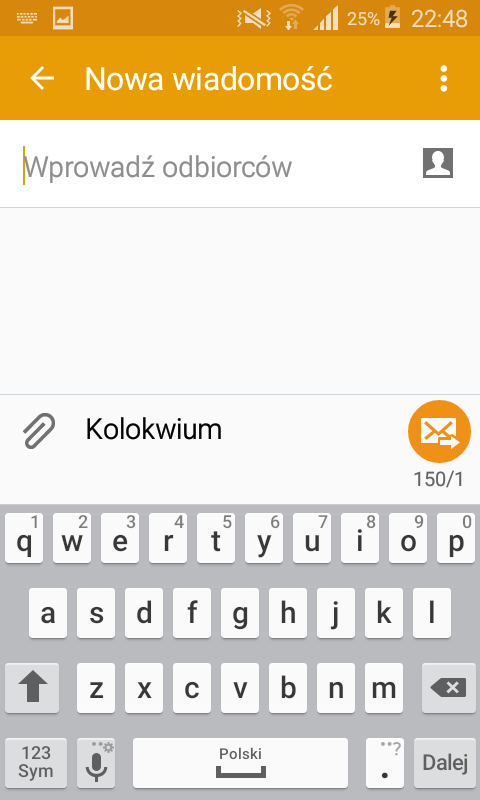 25% 22:48
Nowa wiadomość
Wprowadź odbiorców
Kolokwium
150/1
1 2 3 4 5 6 7 8 9 0
q w e r t y u i o p
a s d f g h j k l
z x c v b n m
123
Sym
Polski
. ?
Dalej